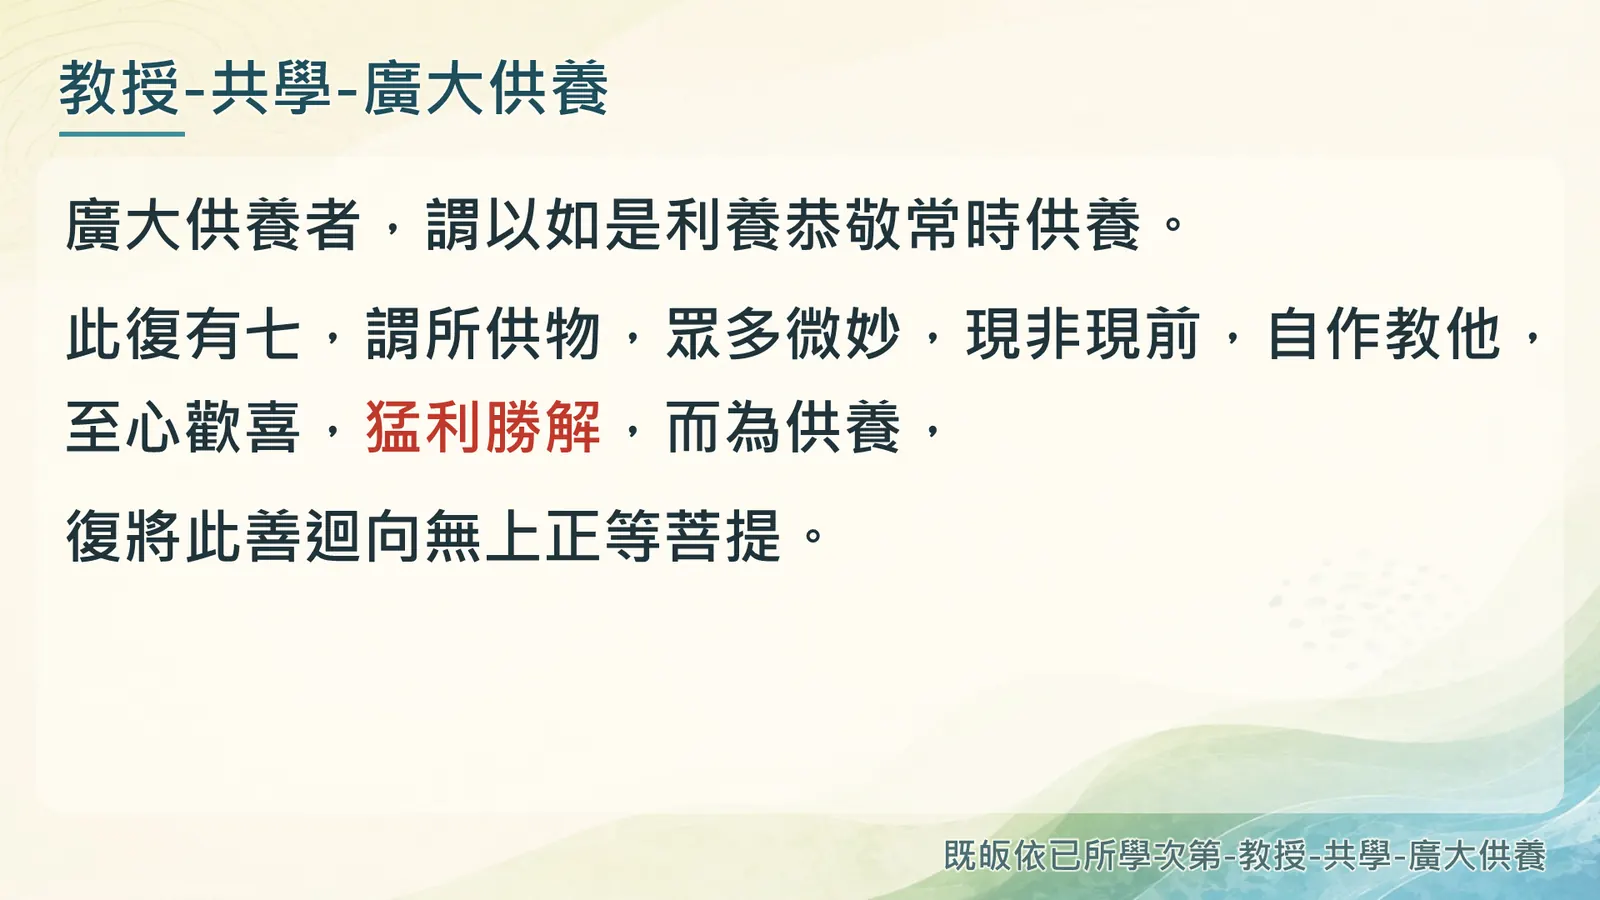 教授-共學-廣大供養
廣大供養者，謂以如是利養恭敬常時供養。
此復有七，謂所供物，眾多微妙，現非現前，自作教他，
至心歡喜，猛利勝解，而為供養，
復將此善迴向無上正等菩提。
既皈依已所學次第-教授-共學-廣大供養